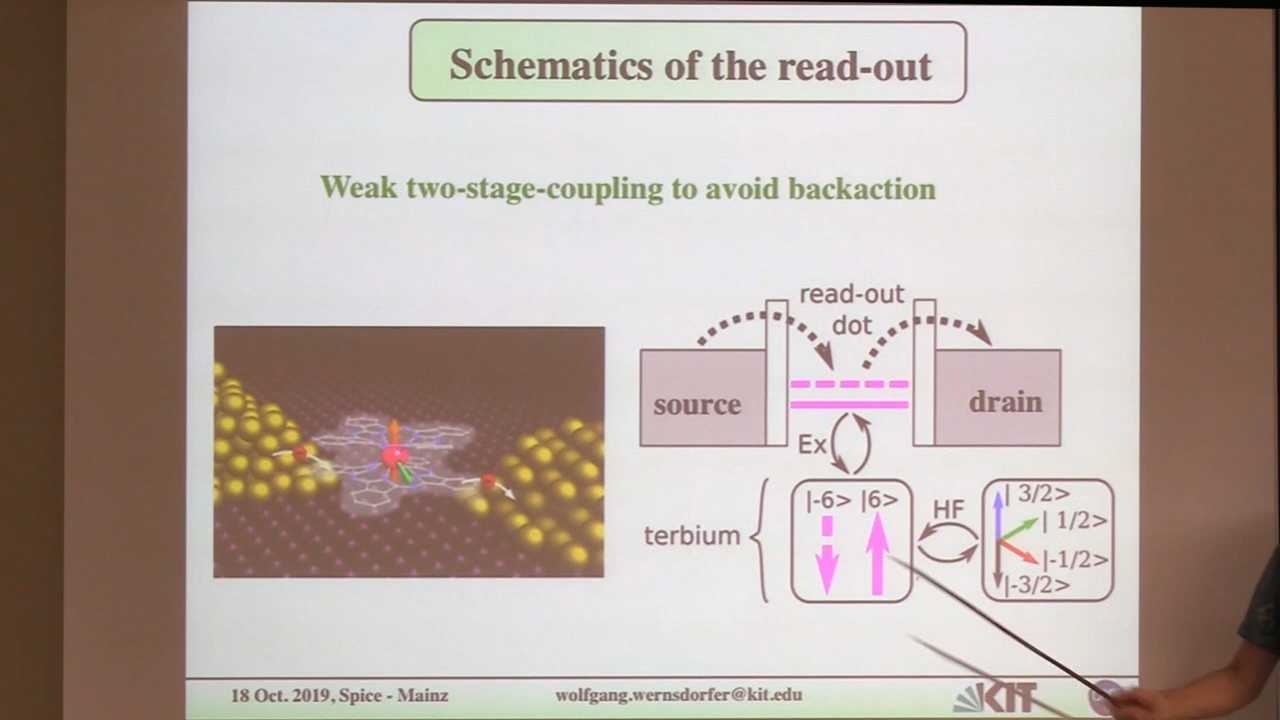 Schematics of the read-out
Weak two-stage-coupling to avoid backaction
read-out
dot
source
drain
Ex
|-6> |6>
HF
| 3/2>
| 1/2>
|-1/2>
|-3/2>
terbium
18 Oct. 2019, Spice - Mainz
wolfgang.wernsdorfer@kit.edu
KIT